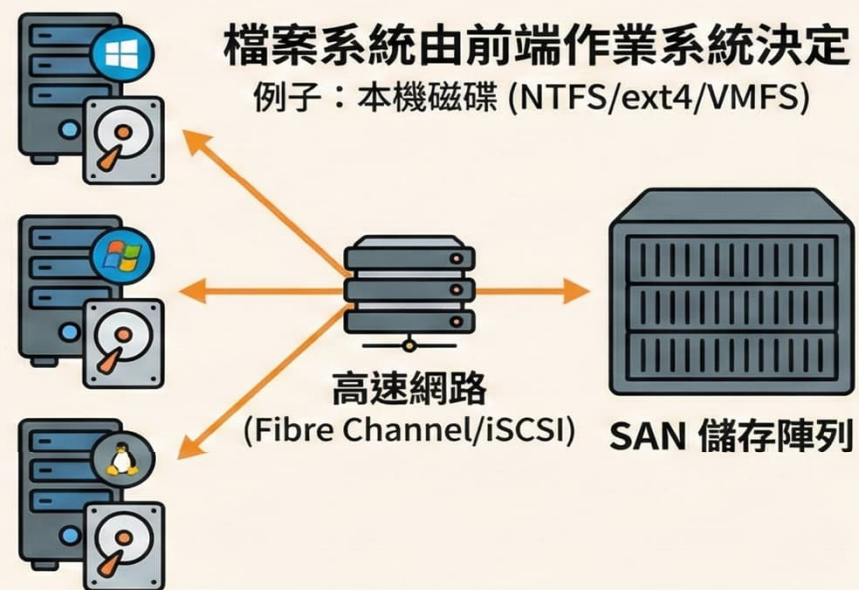 檔案系統由前端作業系統決定
例子：本機磁碟 (NTFS/ext4/VMFS)
高速網路
(Fibre Channel/iSCSI)
SAN 儲存陣列